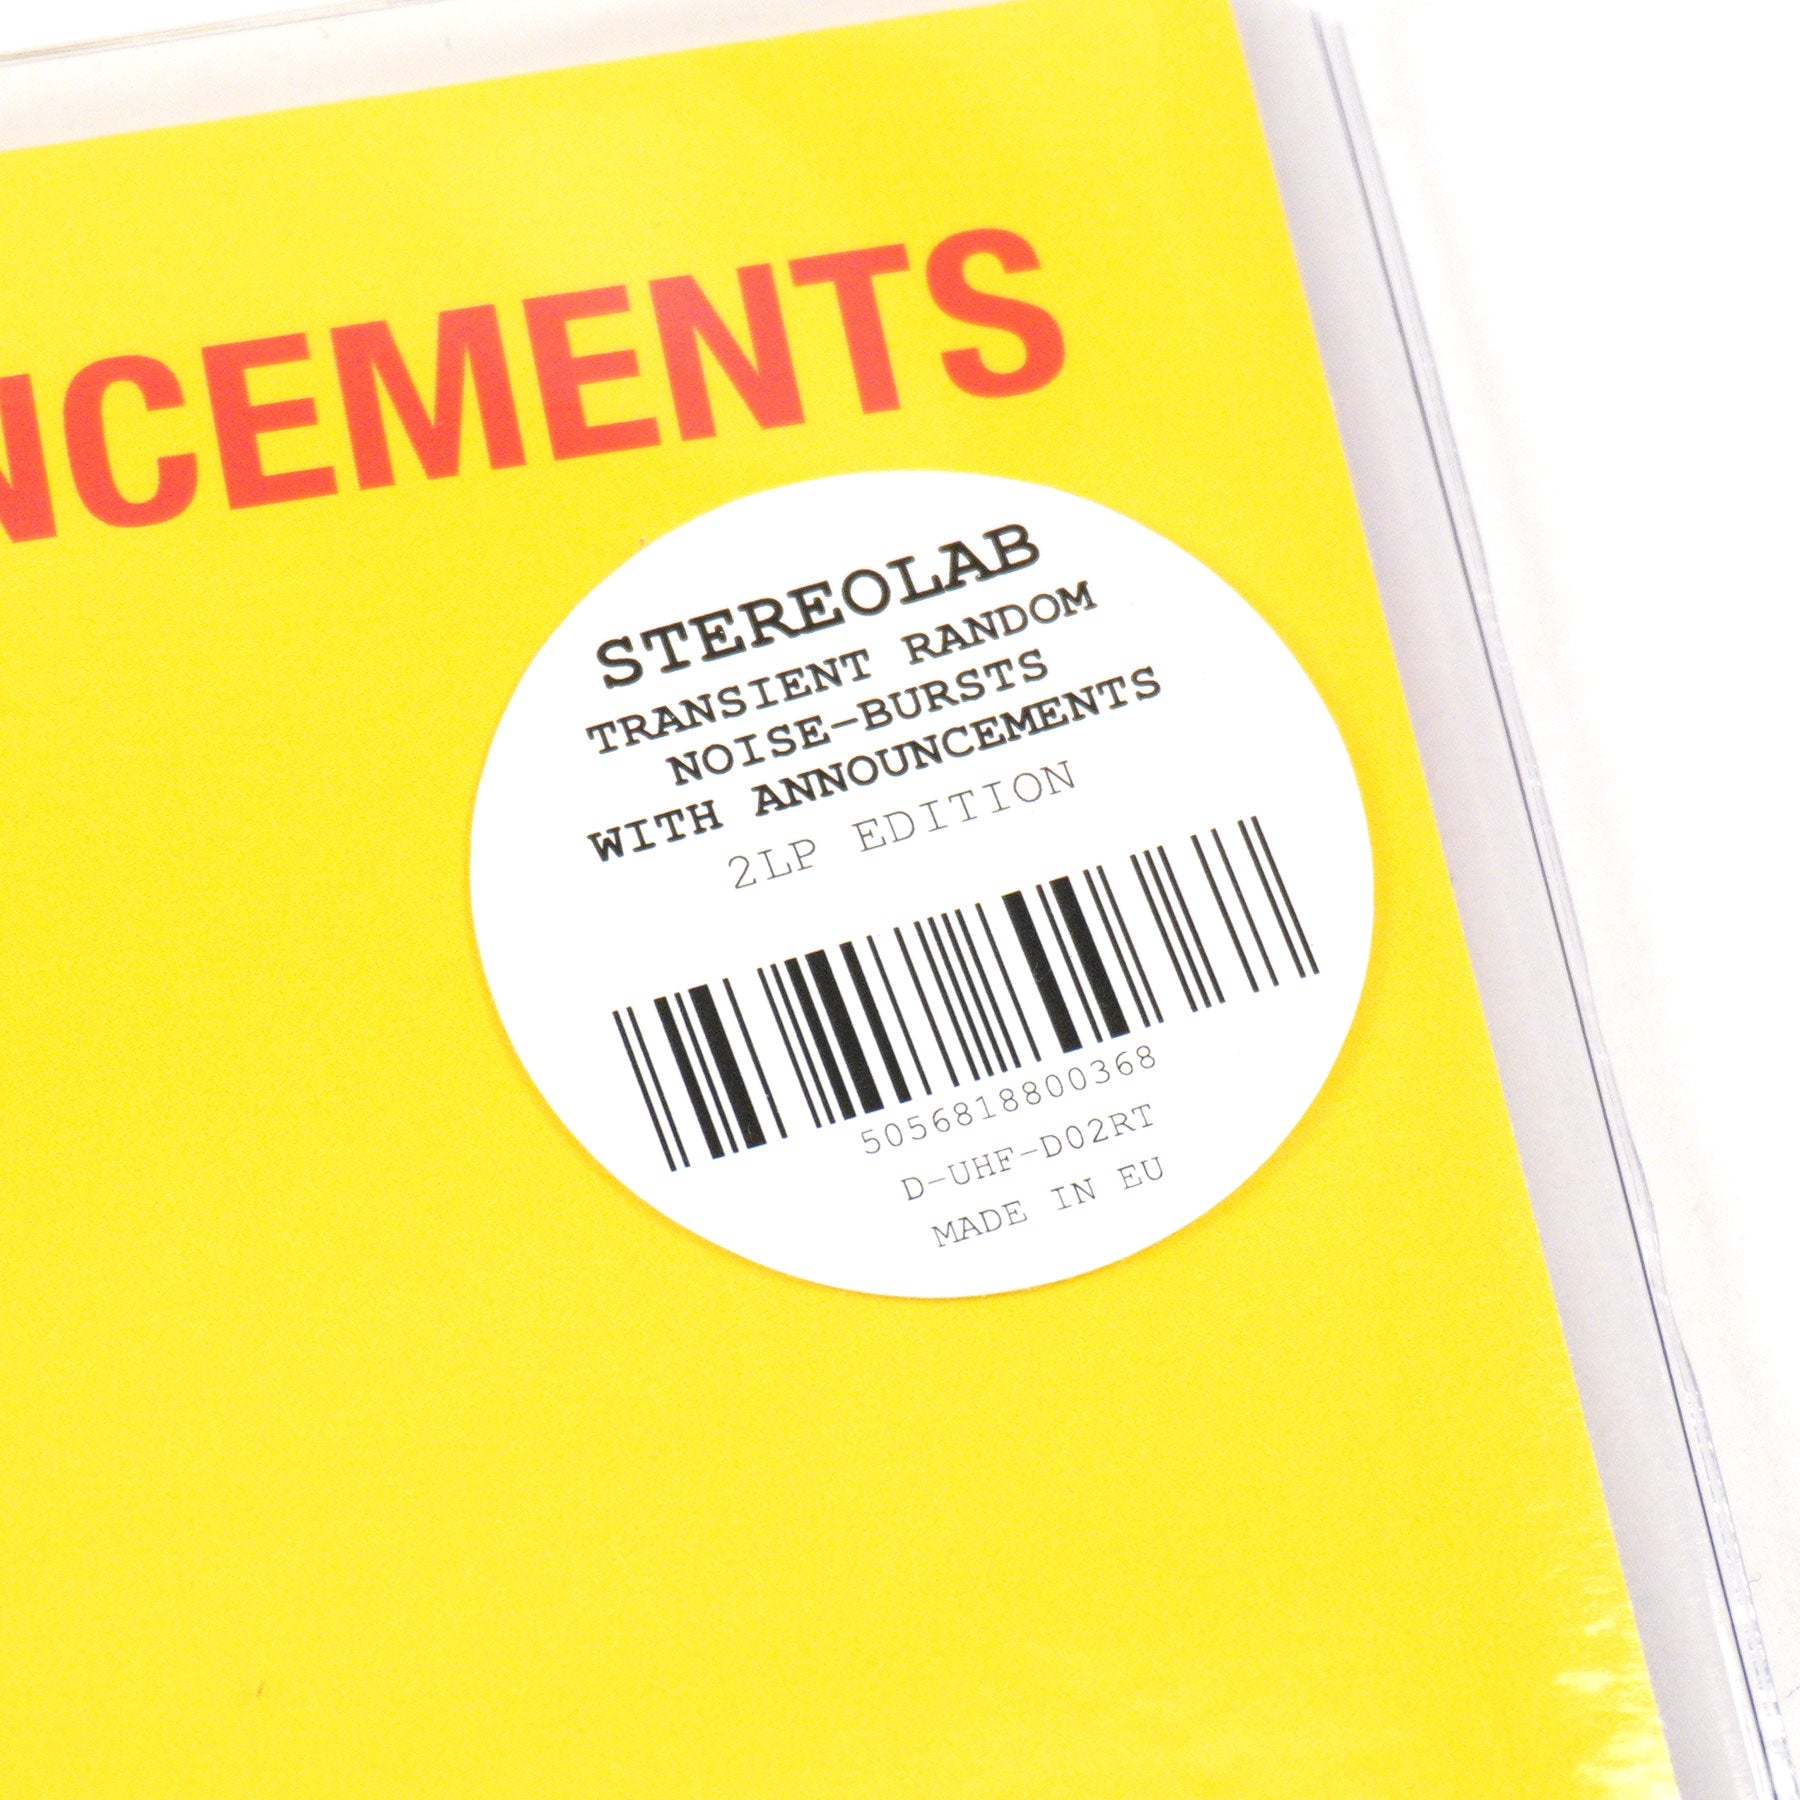 NCEMENTS
STEREOLAB
TRANSIENT RANDOM
NOISE-BURSTS
WITH ANNOUNCEMENTS
2LP EDITION
5056818800368
D-UHF-D02RT
MADE IN EU